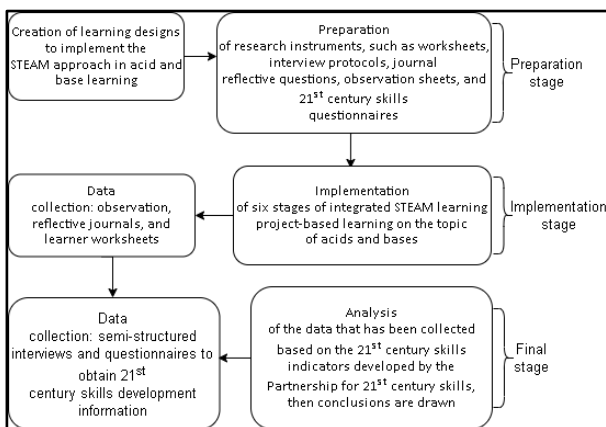 Creation of learning designs
to implement the
STEAM approach in acid and
base learning
Preparation
of research instruments, such as worksheets,
interview protocols, journal
reflective questions, observation sheets, and
21st century skills
questionnaires
Preparation
stage
Data
collection: observation,
reflective journals, and
learner worksheets
Implementation
of six stages of integrated STEAM learning
project-based learning on the topic
of acids and bases
Implementation
stage
Data
collection: semi-structured
interviews and questionnaires to
obtain 21st
century skills development
information
Analysis
of the data that has been collected
based on the 21st century skills
indicators developed by the
Partnership for 21st century skills,
then conclusions are drawn
Final
stage